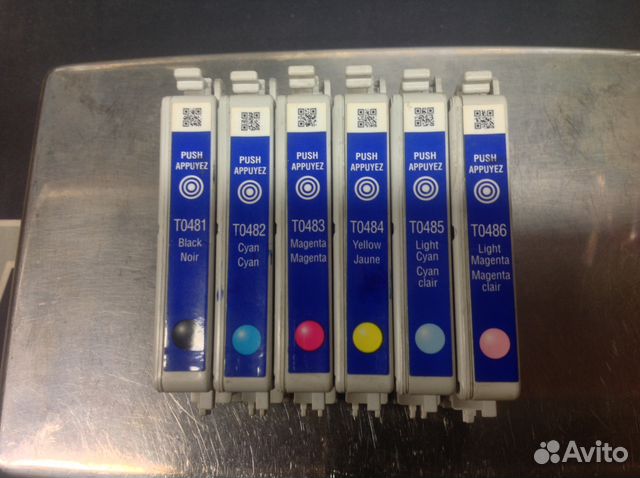 PUSH
APPUYEZ
T0481
Black
Noir
PUSH
APPUYEZ
T0482
Cyan
Cyan
PUSH
APPUYEZ
T0483
Magenta
Magenta
PUSH
APPUYEZ
T0484
Yellow
Jaune
PUSH
APPUYEZ
T0485
Light
Cyan
Cyan
clair
PUSH
APPUYEZ
T0486
Light
Magenta
Magenta
clair
Avito